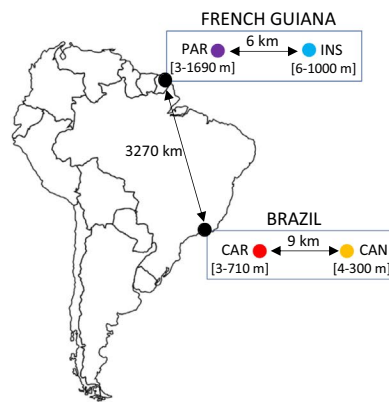 FRENCH GUIANA
PAR 6 km INS
[3-1690 m] [6-1000 m]
3270 km
BRAZIL
CAR 9 km CAN
[3-710 m] [4-300 m]